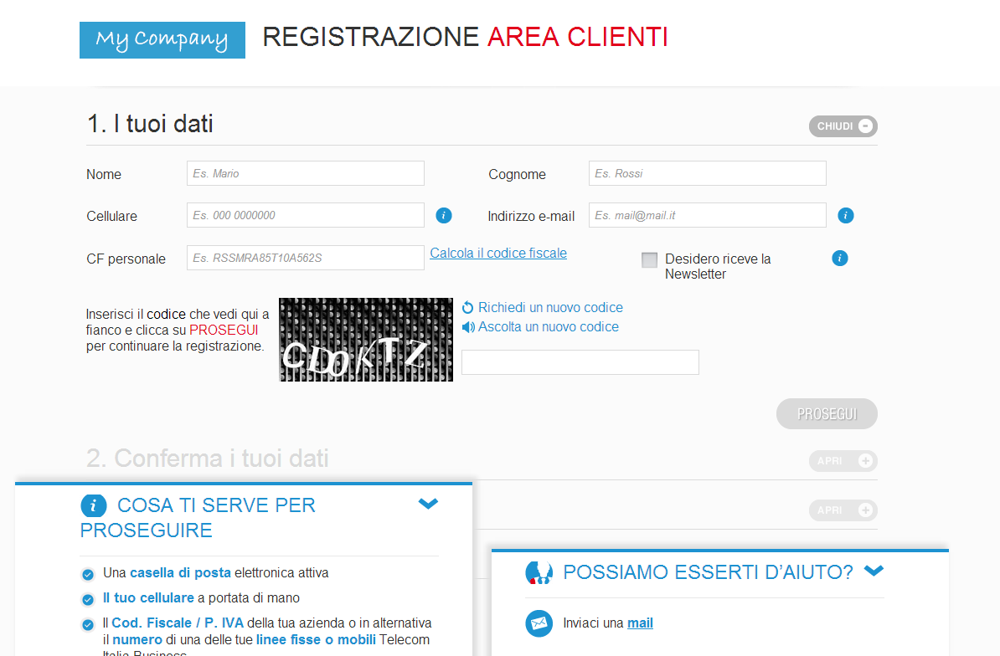 My Company
REGISTRAZIONE AREA CLIENTI
1. I tuoi dati
CHIUDI
Nome
Es. Mario
Cognome
Es. Rossi
Cellulare
Es. 000 0000000
Indirizzo e-mail
Es. mail@mail.it
CF personale
Es. RSSMRA85T10A562S
Calcola il codice fiscale
Desidero riceve la
Newsletter
Inserisci il codice che vedi qui a
fianco e clicca su PROSEGUI
per continuare la registrazione.
CDOKTZ
Richiedi un nuovo codice
Ascolta un nuovo codice
PROSEGUI
2. Conferma i tuoi dati
APRI
APRI
COSA TI SERVE PER
PROSEGUIRE
Una casella di posta elettronica attiva
Il tuo cellulare a portata di mano
Il Cod. Fiscale / P. IVA della tua azienda o in alternativa
il numero di una delle tue linee fisse o mobili Telecom
Italia Business
POSSIAMO ESSERTI D'AIUTO?
Inviaci una mail